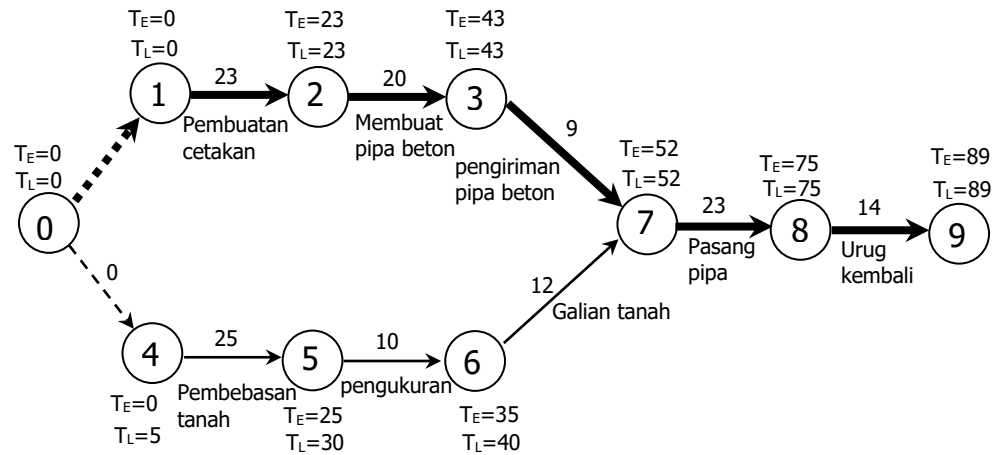 TE=0
TL=0
TE=23
TL=23
TE=43
TL=43
1
23
2
20
3
Pembuatan
cetakan
Membuat
pipa beton
9
pengiriman
pipa beton
TE=0
TL=0
0
TE=52
TL=52
7
23
Pasang
pipa
TE=75
TL=75
8
14
Urug
kembali
TE=89
TL=89
9
0
12
Galian tanah
4
25
5
10
6
Pembebasan
tanah
pengukuran
TE=0
TL=5
TE=25
TL=30
TE=35
TL=40